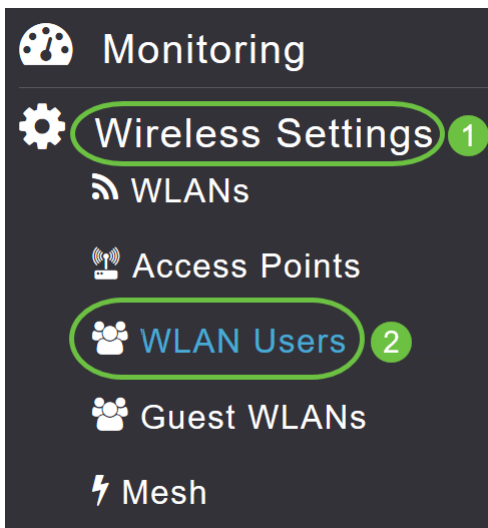 Monitoring
Wireless Settings 1
WLANs
Access Points
WLAN Users 2
Guest WLANs
Mesh